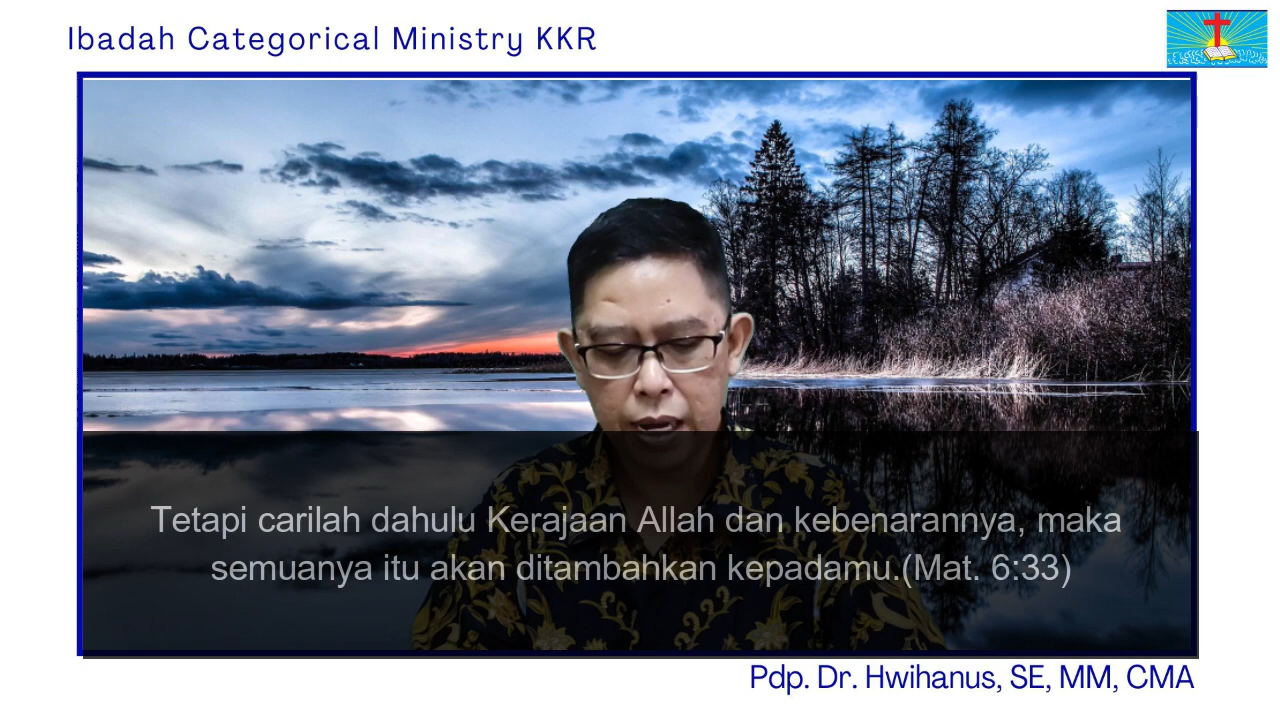 Ibadah Categorical Ministry KKR
Tetapi carilah dahulu Kerajaan Allah dan kebenarannya, maka
semuanya itu akan ditambahkan kepadamu.(Mat. 6:33)
Pdp. Dr. Hwihanus, SE, MM, CMA